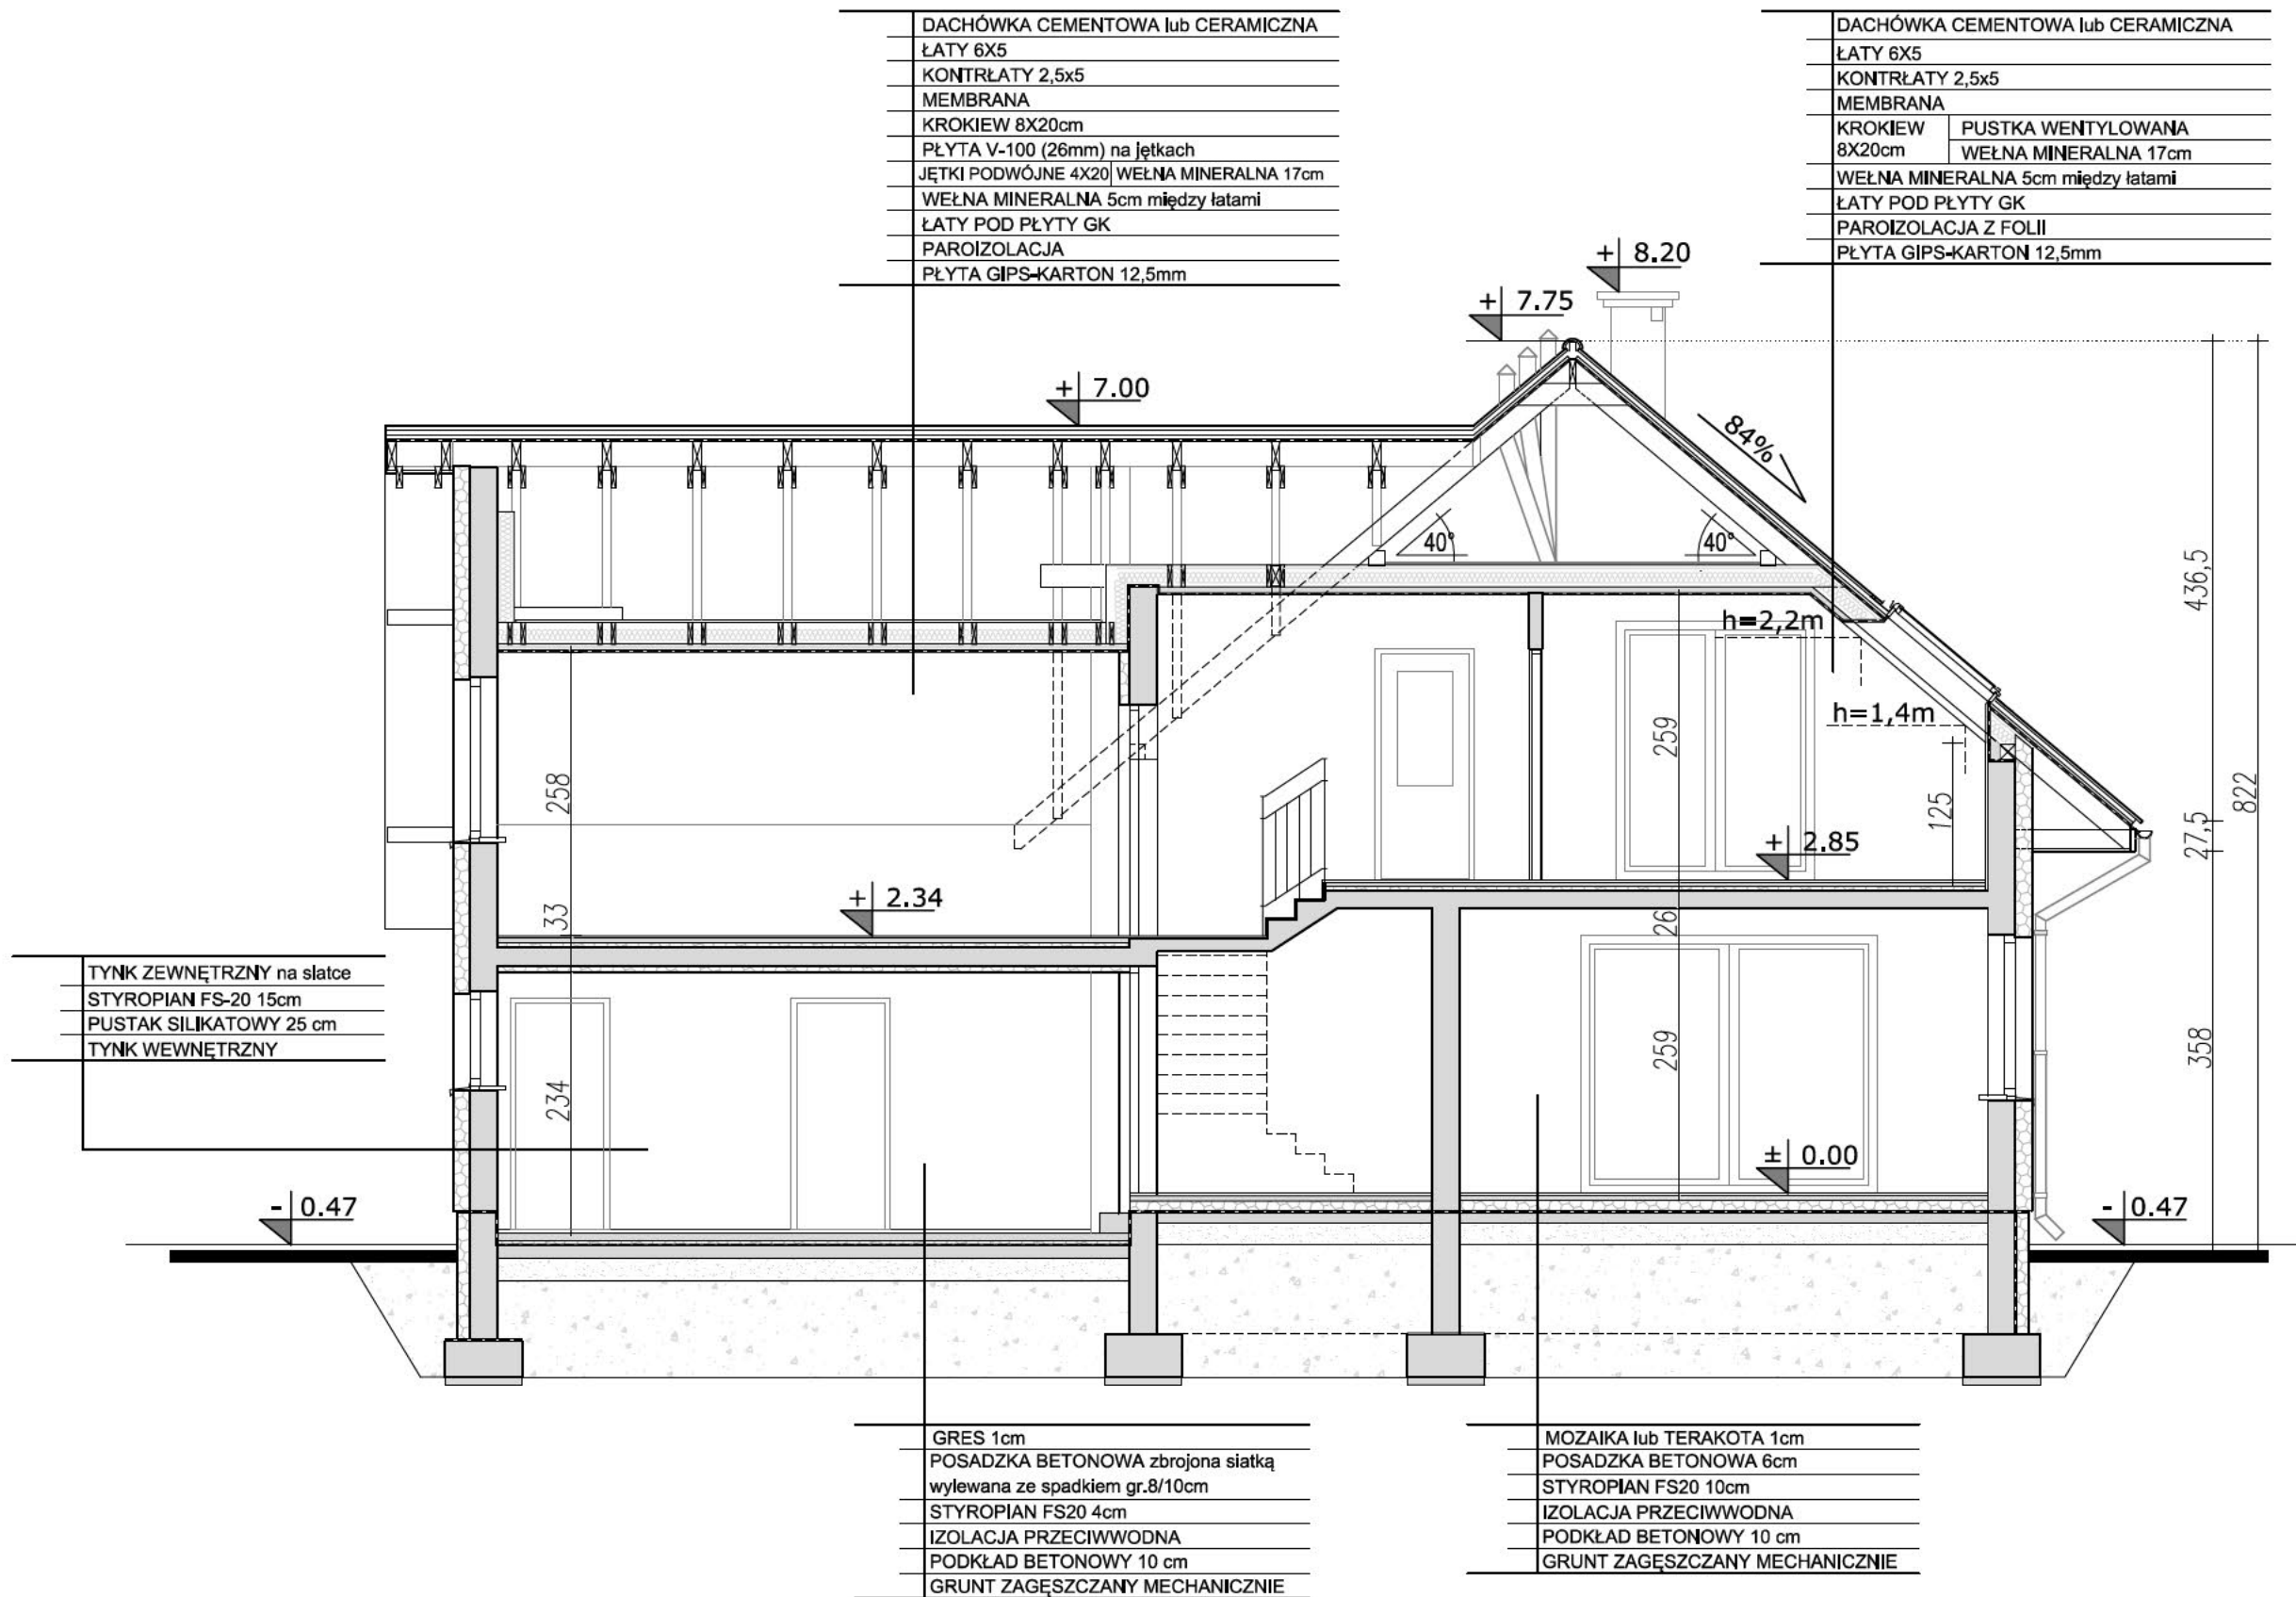 DACHÓWKA CEMENTOWA lub CERAMICZNA
ŁATY 6X5
KONTRŁATY 2,5x5
MEMBRANA
KROKIEW 8X20cm
PŁYTA V-100 (26mm) na jętkach
JĘTKI PODWÓJNE 4X20 WEŁNA MINERALNA 17cm
WEŁNA MINERALNA 5cm między łatami
ŁATY POD PŁYTY GK
PAROIZOLACJA
PŁYTA GIPS-KARTON 12,5mm
DACHÓWKA CEMENTOWA lub CERAMICZNA
ŁATY 6X5
KONTRŁATY 2,5x5
MEMBRANA
KROKIEW 8X20cm
PUSTKA WENTYLOWANA
WEŁNA MINERALNA 17cm
WEŁNA MINERALNA 5cm między łatami
ŁATY POD PŁYTY GK
PAROIZOLACJA Z FOLII
PŁYTA GIPS-KARTON 12,5mm
+ 8.20
+ 7.75
+ 7.00
84%
40°
40°
h=2,2m
h=1,4m
436,5
27,5
822
358
258
259
125
+ 2.85
+ 2.34
33
26
234
259
± 0.00
- 0.47
- 0.47
TYNK ZEWNĘTRZNY na siatce
STYROPIAN FS-20 15cm
PUSTAK SILIKATOWY 25 cm
TYNK WEWNĘTRZNY
GRES 1cm
POSADZKA BETONOWA zbrojona siatką
wylewana ze spadkiem gr.8/10cm
STYROPIAN FS20 4cm
IZOLACJA PRZECIWWODNA
PODKŁAD BETONOWY 10 cm
GRUNT ZAGĘSZCZANY MECHANICZNIE
MOZAIKA lub TERAKOTA 1cm
POSADZKA BETONOWA 6cm
STYROPIAN FS20 10cm
IZOLACJA PRZECIWWODNA
PODKŁAD BETONOWY 10 cm
GRUNT ZAGĘSZCZANY MECHANICZNIE